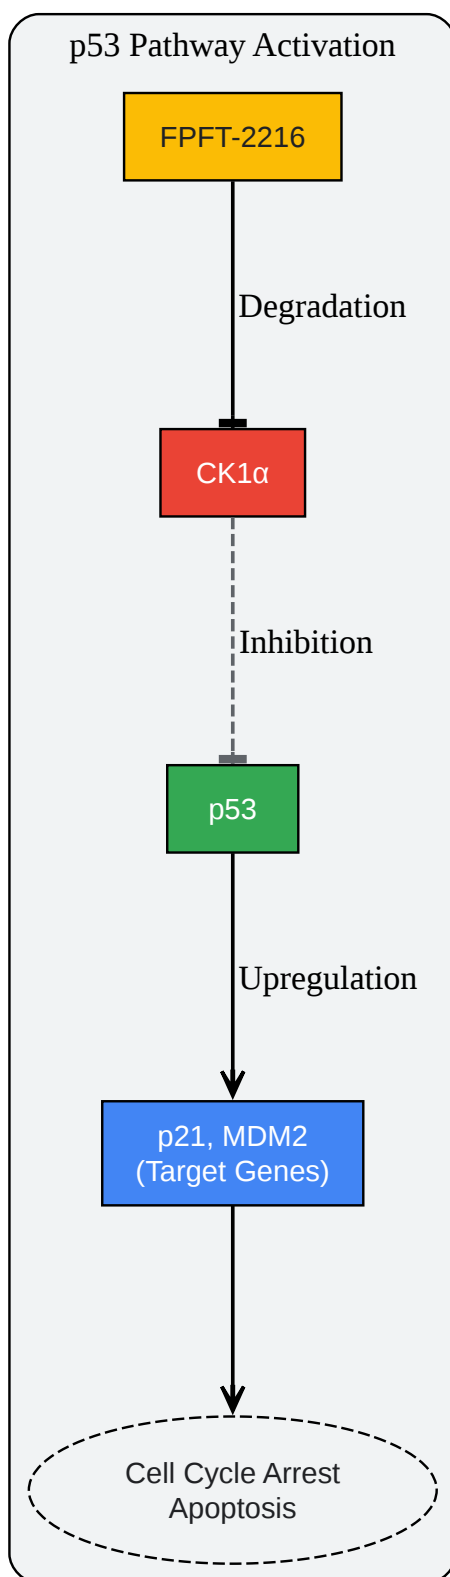 p53 Pathway Activation
FPFT-2216
Degradation
CK1α
Inhibition
p53
Upregulation
p21, MDM2
(Target Genes)
Cell Cycle Arrest
Apoptosis